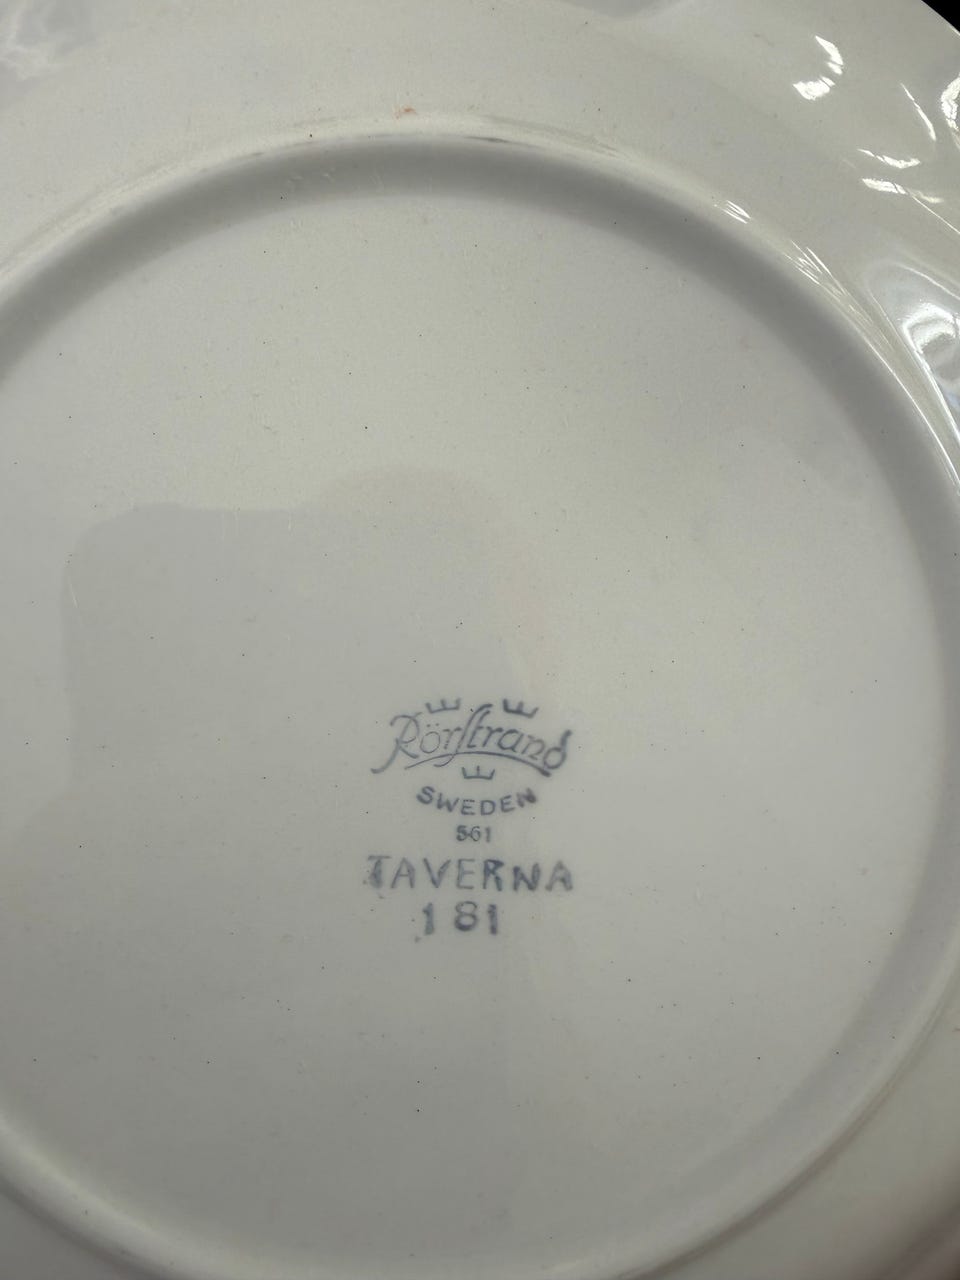 Rörstrand
SWEDEN
561
TAVERNA
181